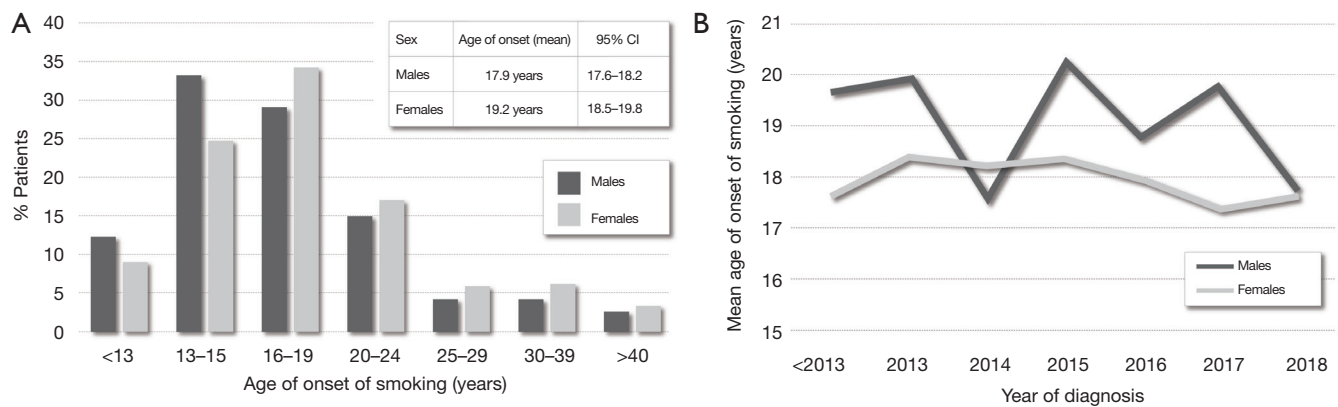 A
40
35
30
25
20
15
10
5
0
% Patients
Sex Age of onset (mean) 95% CI
Males 17.9 years 17.6–18.2
Females 19.2 years 18.5–19.8
Males
Females
<13 13–15 16–19 20–24 25–29 30–39 >40
Age of onset of smoking (years)
B
21
20
19
18
17
16
15
Mean age of onset of smoking (years)
Males
Females
<2013 2013 2014 2015 2016 2017 2018
Year of diagnosis